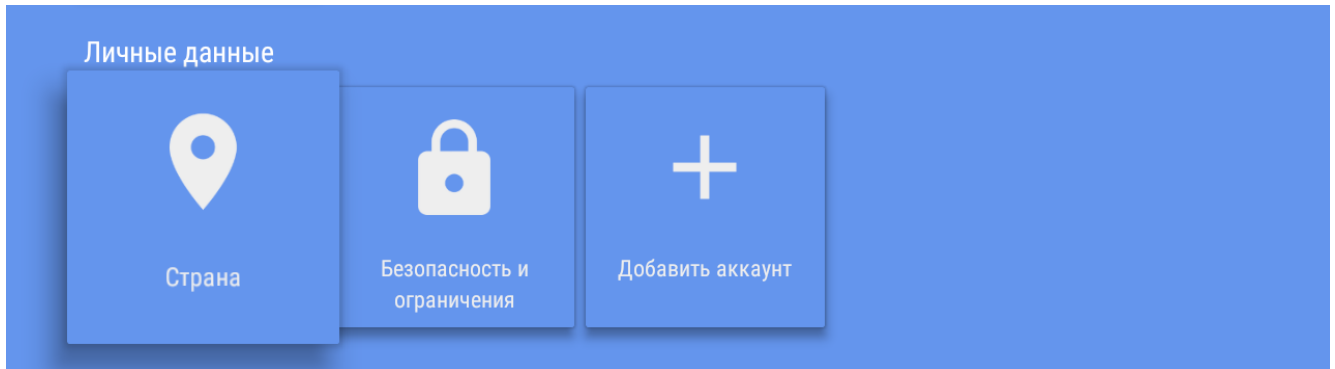 Личные данные
Страна
Безопасность и
ограничения
Добавить аккаунт